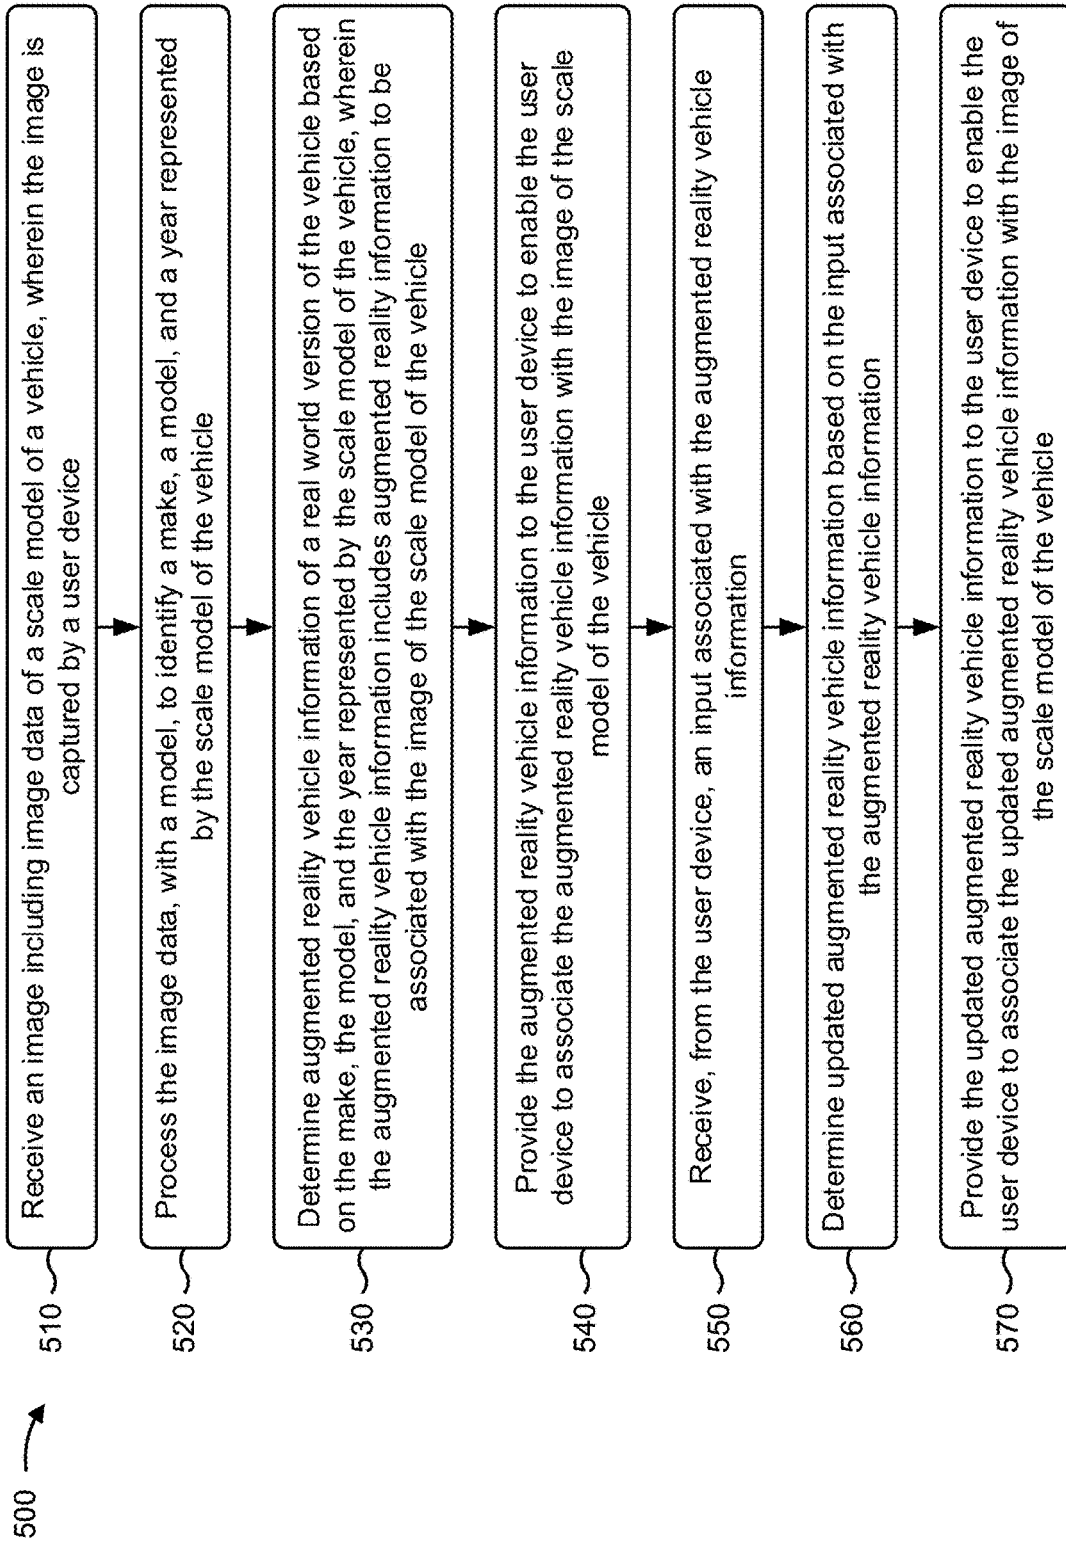 500
510
Receive an image including image data of a scale model of a vehicle, wherein the image is
captured by a user device
520
Process the image data, with a model, to identify a make, a model, and a year represented
by the scale model of the vehicle
530
Determine augmented reality vehicle information of a real world version of the vehicle based
on the make, the model, and the year represented by the scale model of the vehicle, wherein
the augmented reality vehicle information includes augmented reality information to be
associated with the image of the scale model of the vehicle
540
Provide the augmented reality vehicle information to the user device to enable the user
device to associate the augmented reality vehicle information with the image of the scale
model of the vehicle
550
Receive, from the user device, an input associated with the augmented reality vehicle
information
560
Determine updated augmented reality vehicle information based on the input associated with
the augmented reality vehicle information
570
Provide the updated augmented reality vehicle information to the user device to enable the
user device to associate the updated augmented reality vehicle information with the image of
the scale model of the vehicle